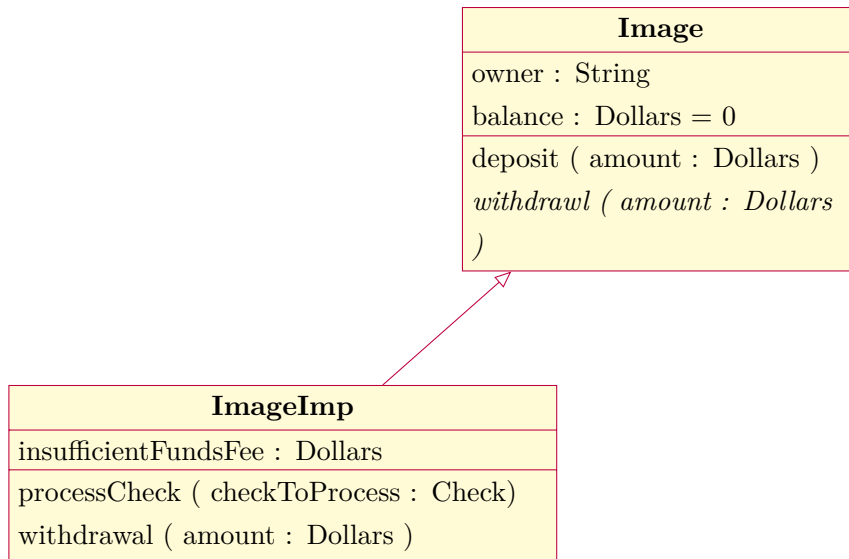 Image
owner : String
balance : Dollars = 0
deposit ( amount : Dollars )
withdrawl ( amount : Dollars
)
ImageImp
insufficientFundsFee : Dollars
processCheck ( checkToProcess : Check)
withdrawal ( amount : Dollars )